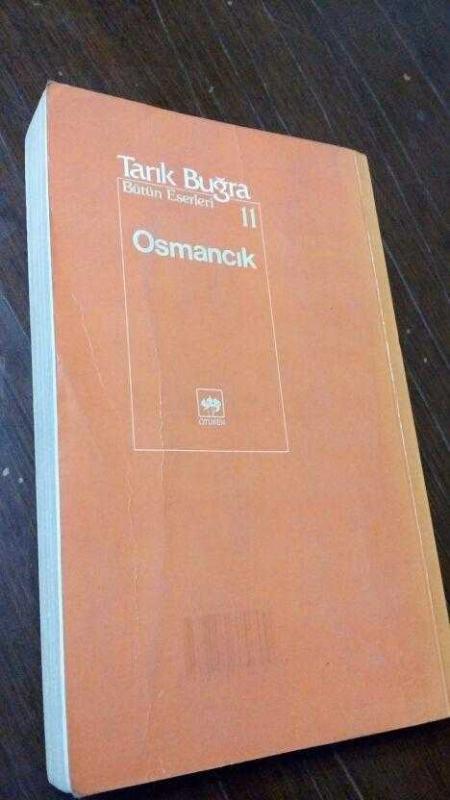 Tarık Buğra
Bütün Eserleri
11
Osmancık
ÖTÜKEN